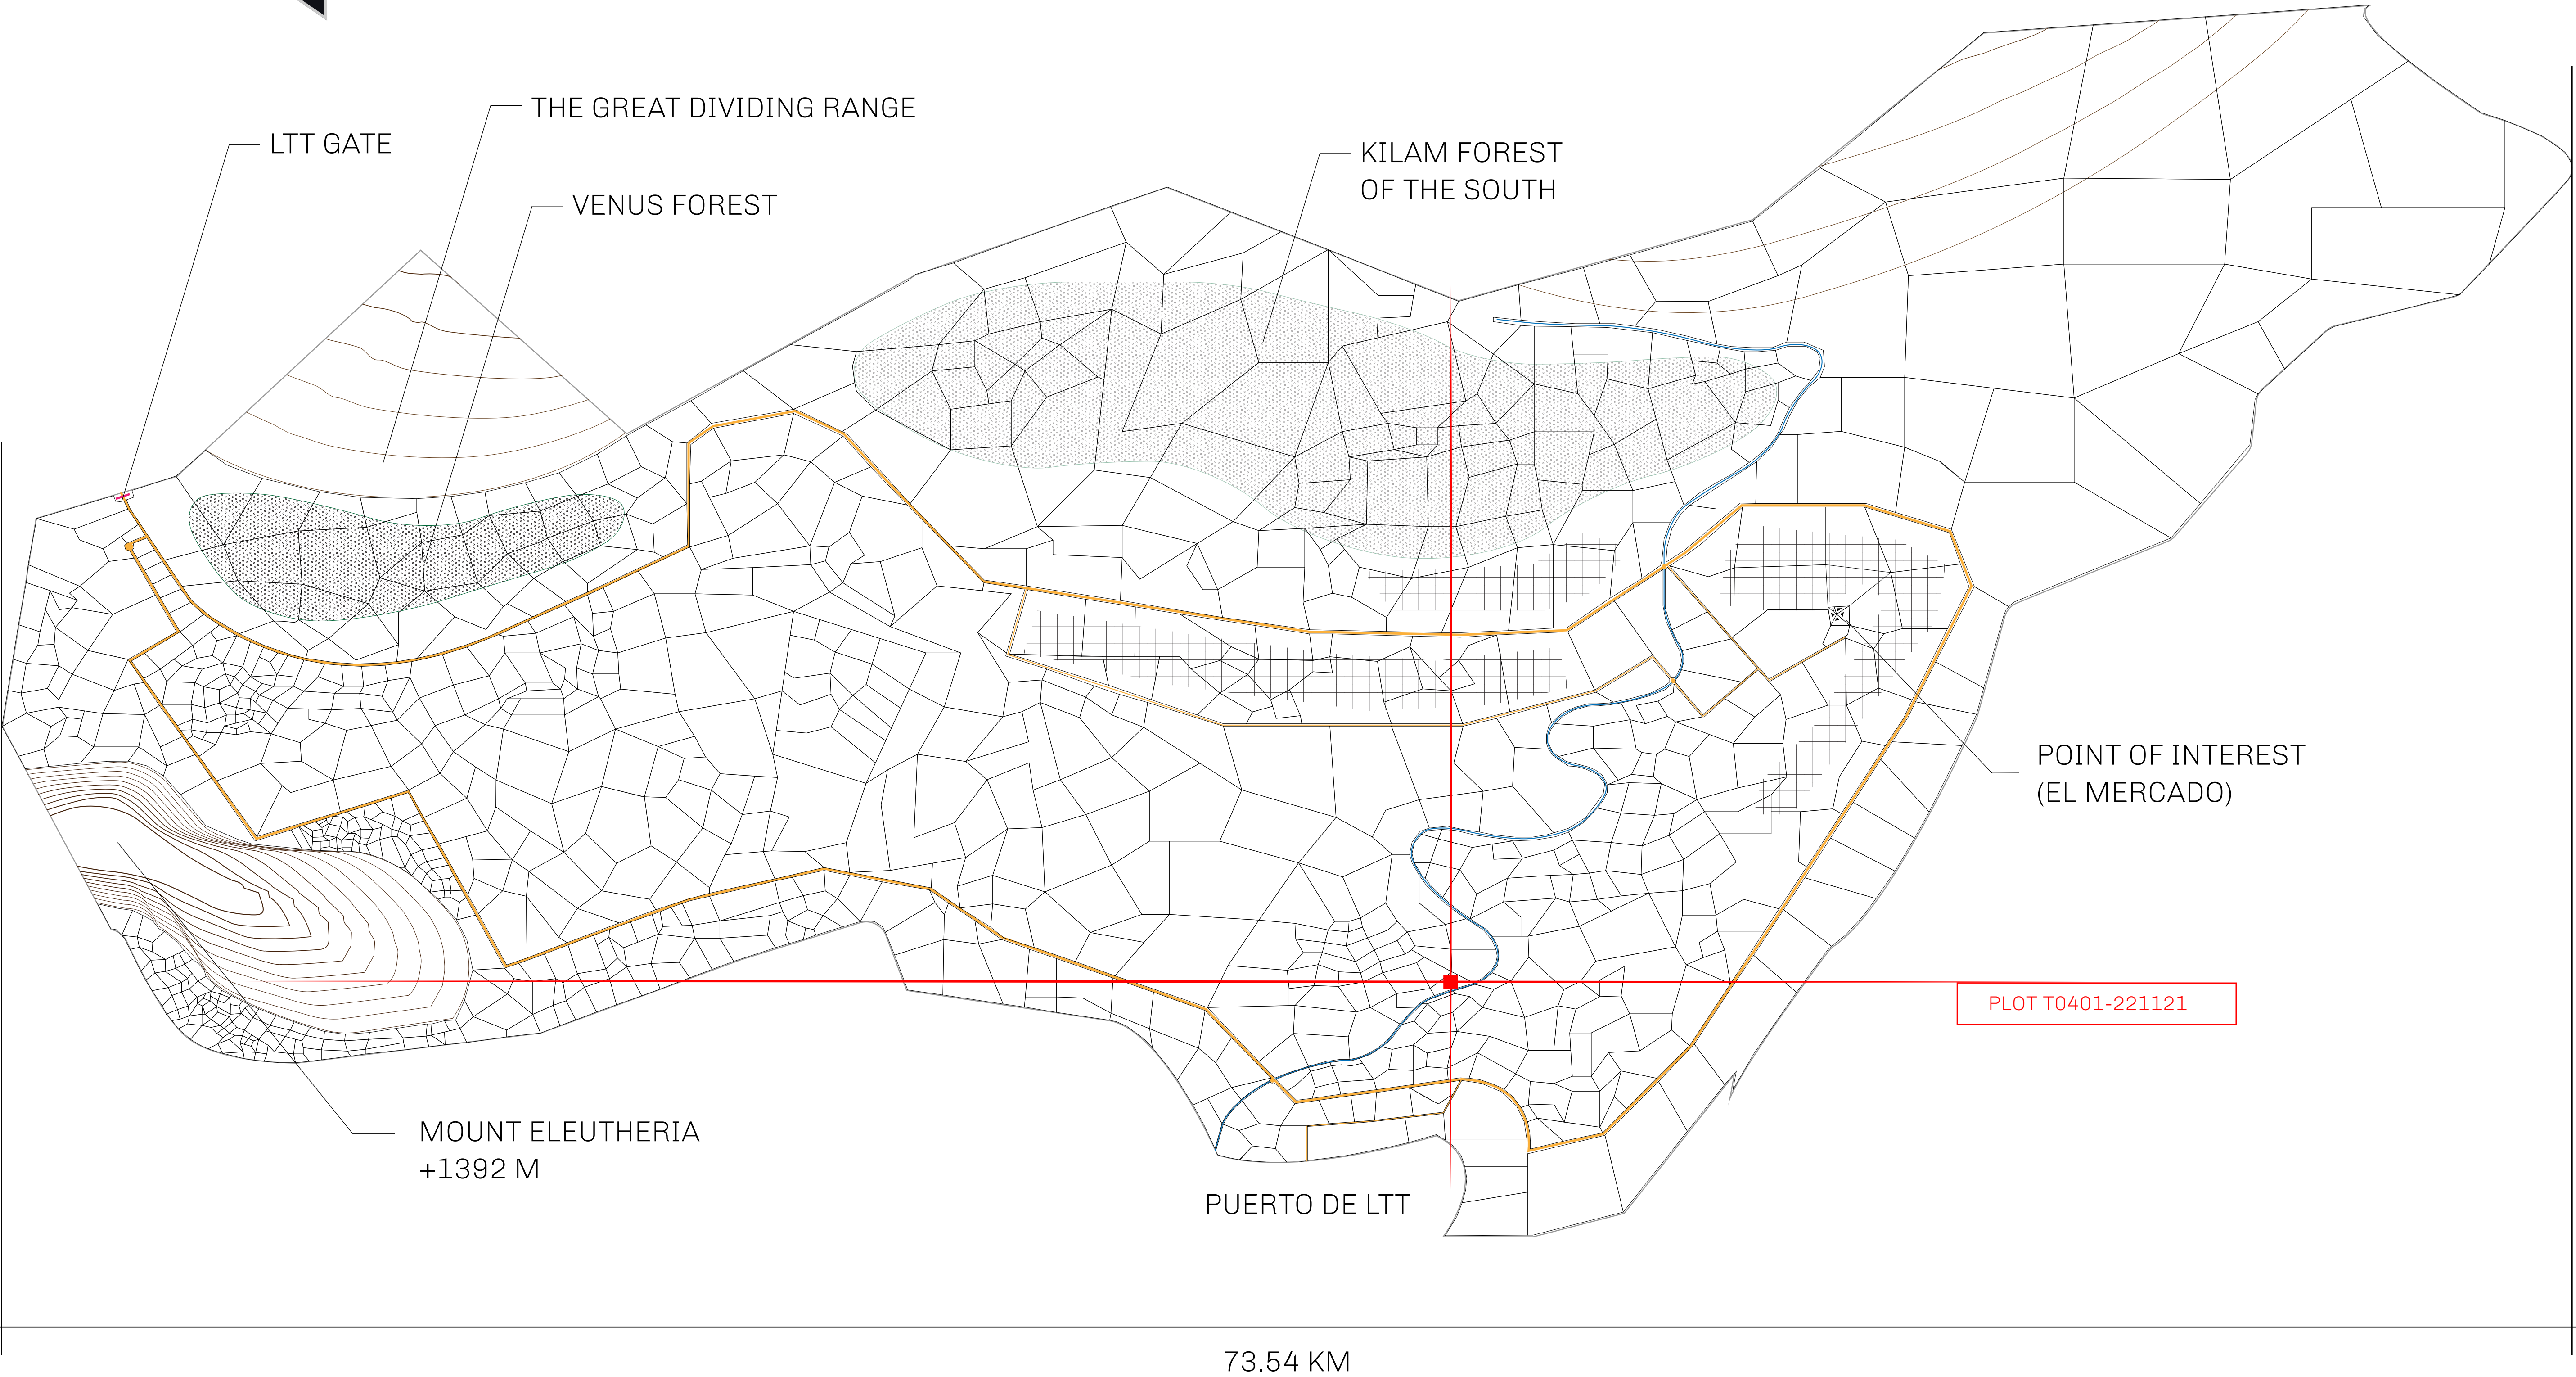 THE GREAT DIVIDING RANGE
LTT GATE
VENUS FOREST
KILAM FOREST
OF THE SOUTH
POINT OF INTEREST
(EL MERCADO)
PLOT T0401-221121
MOUNT ELEUTHERIA
+1392 M
PUERTO DE LTT
73.54 KM